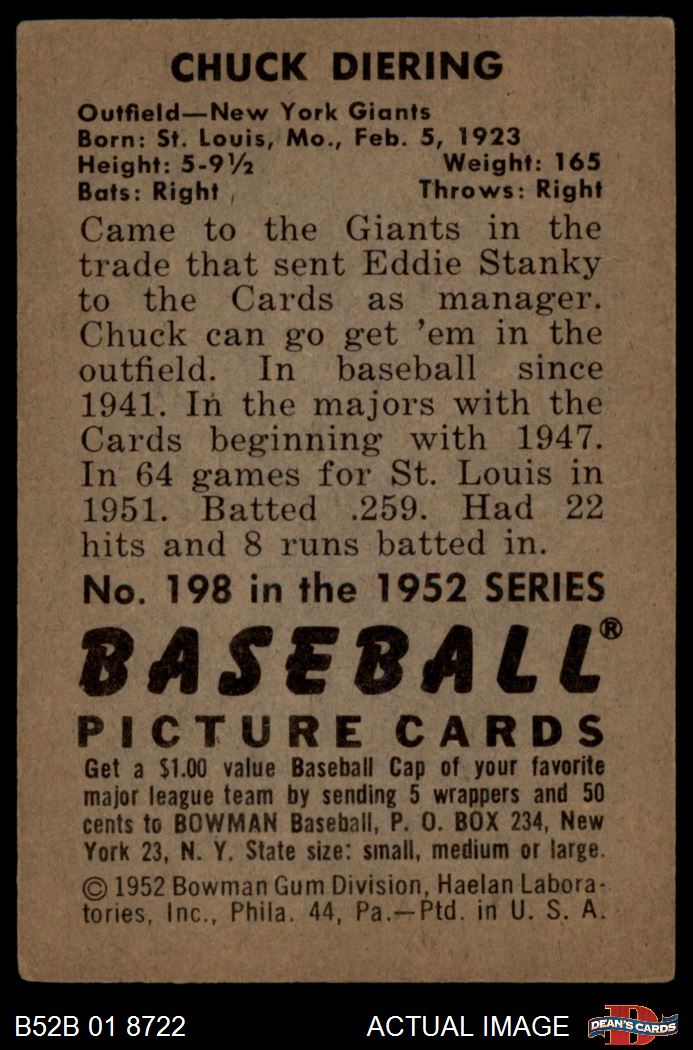 CHUCK DIERING
Outfield—New York Giants
Born: St. Louis, Mo., Feb. 5, 1923
Height: 5-9½ Weight: 165
Bats: Right Throws: Right
Came to the Giants in the
trade that sent Eddie Stanky
to the Cards as manager.
Chuck can go get 'em in the
outfield. In baseball since
1941. In the majors with the
Cards beginning with 1947.
In 64 games for St. Louis in
1951. Batted .259. Had 22
hits and 8 runs batted in.
No. 198 in the 1952 SERIES
BASEBALL®
PICTURE CARDS
Get a $1.00 value Baseball Cap of your favorite
major league team by sending 5 wrappers and 50
cents to BOWMAN Baseball, P. O. BOX 234, New
York 23, N. Y. State size: small, medium or large.
© 1952 Bowman Gum Division, Haelan Labora-
tories, Inc., Phila. 44, Pa.—Ptd. in U. S. A.
B52B 01 8722 ACTUAL IMAGE D DEAN'S CARDS